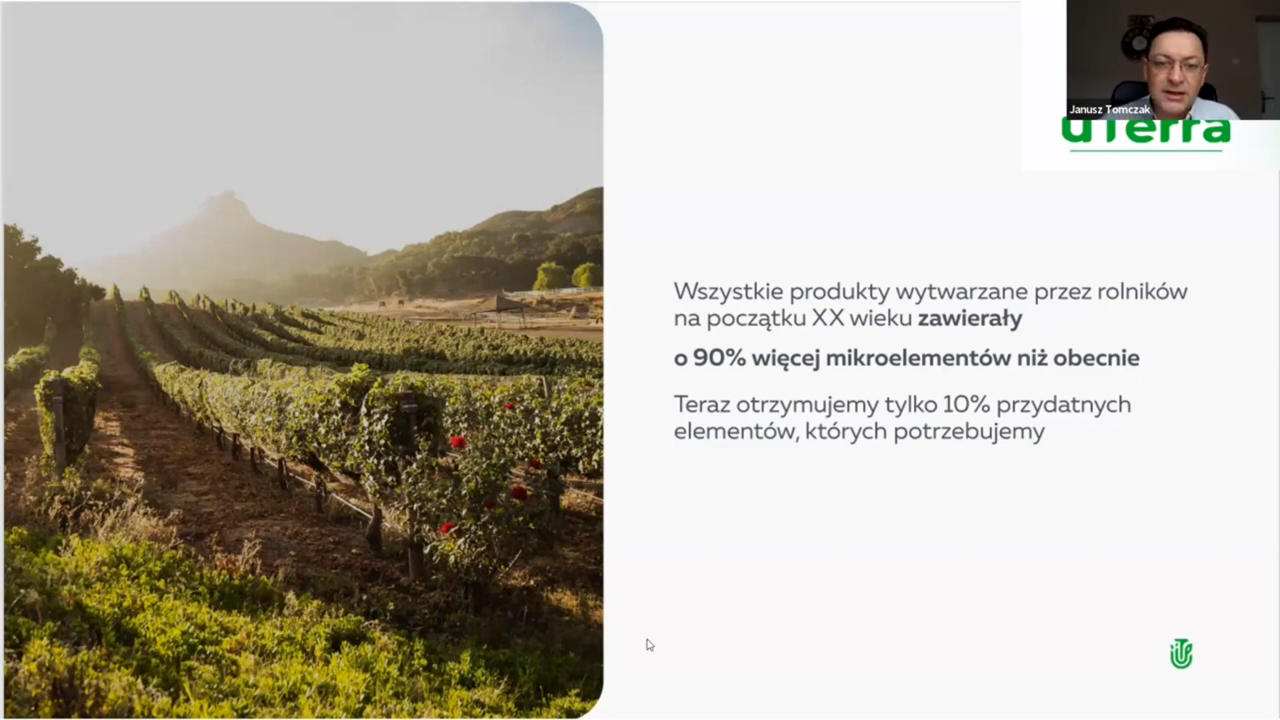 Janusz Tomczak
uTerra
Wszystkie produkty wytwarzane przez rolników
na początku XX wieku zawierały
o 90% więcej mikroelementów niż obecnie
Teraz otrzymujemy tylko 10% przydatnych
elementów, których potrzebujemy